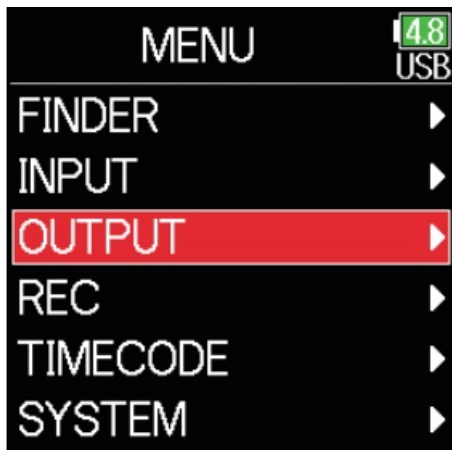 MENU
4.8
USB
FINDER
INPUT
OUTPUT
REC
TIMECODE
SYSTEM